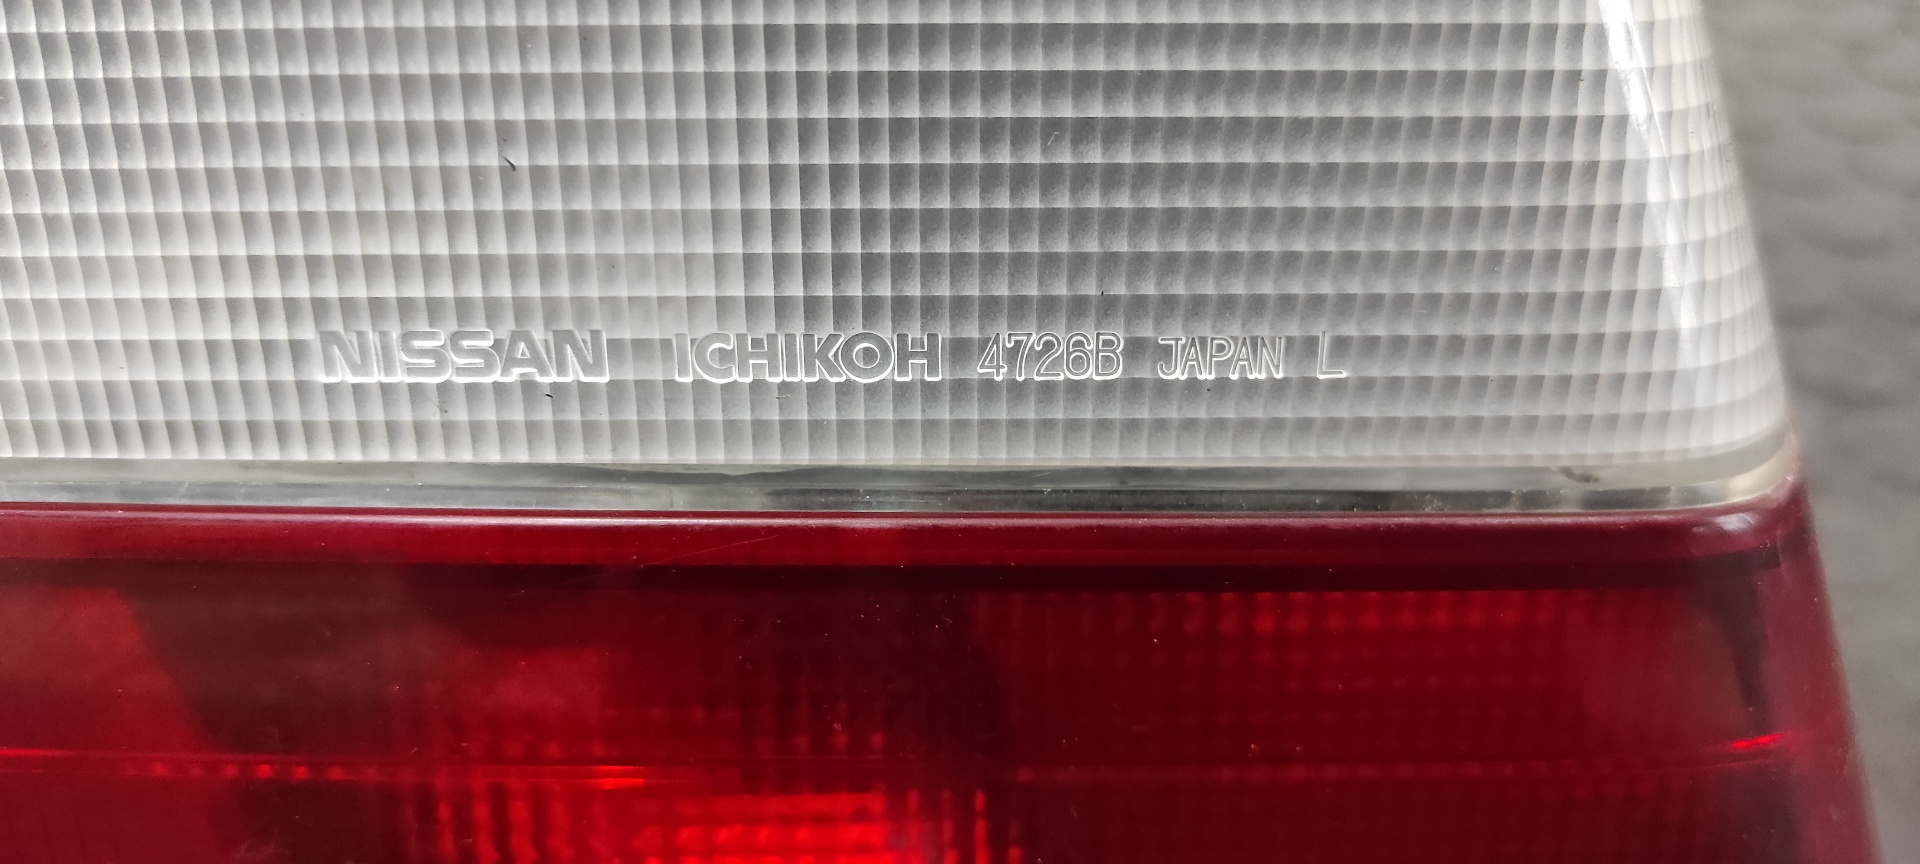 NISSAN ICHIKOH 4726B JAPAN L